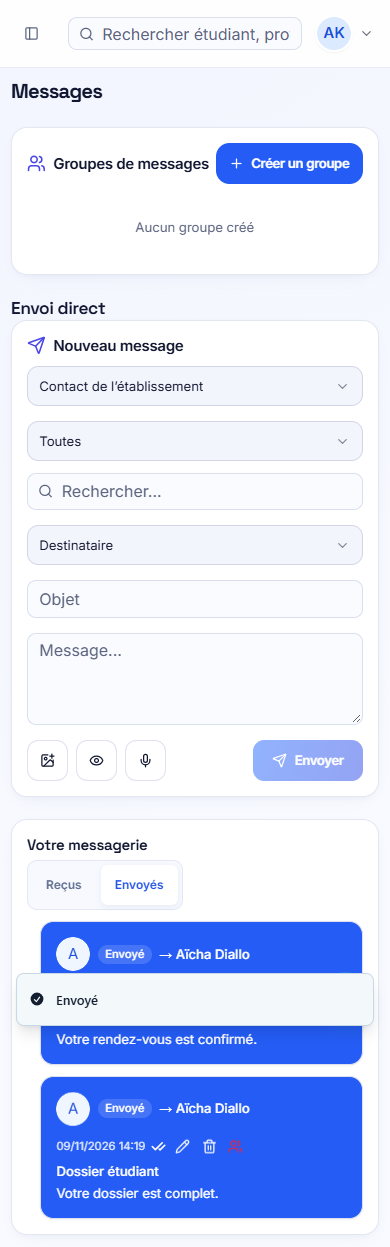 Rechercher étudiant, pro
AK
Messages
Groupes de messages
Créer un groupe
Aucun groupe créé
Envoi direct
Nouveau message
Contact de l’établissement
Toutes
Rechercher...
Destinataire
Objet
Message...
Envoyer
Votre messagerie
Reçus
Envoyés
A
Envoyé
→ Aïcha Diallo
Envoyé
Votre rendez-vous est confirmé.
A
Envoyé
→ Aïcha Diallo
09/11/2026 14:19
Dossier étudiant
Votre dossier est complet.